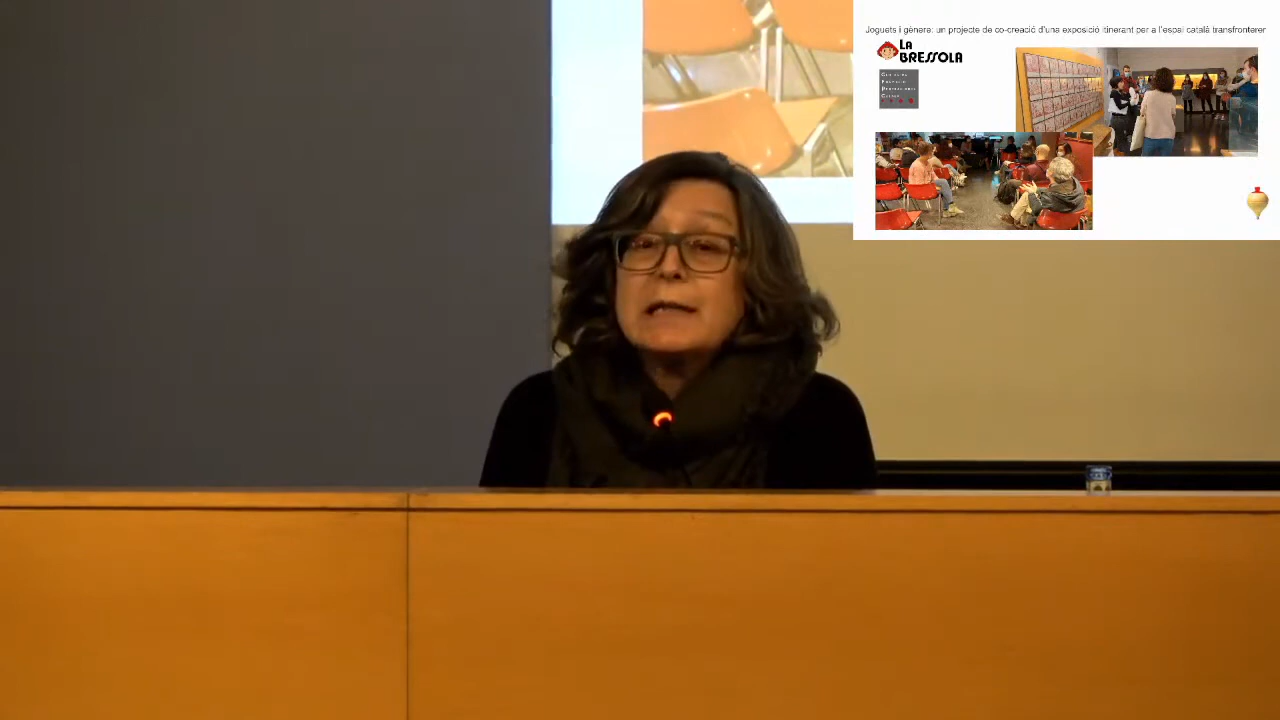 Joguets i gènere: un projecte de co-creació d'una exposició itinerant per a l'espai català transfronterer
LA
BRESSOLA